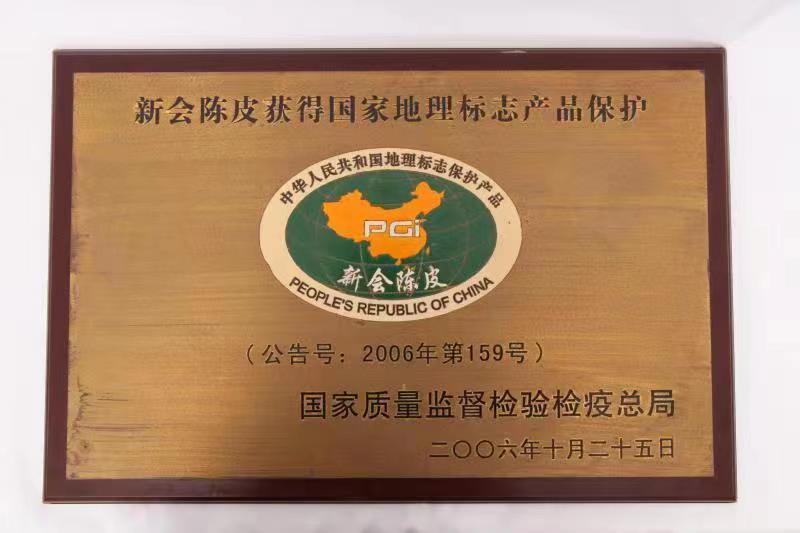 新会陈皮获得国家地理标志产品保护
中华人民共和国地理标志保护产品
PGi
新会陈皮
PEOPLE'S REPUBLIC OF CHINA
（公告号：2006年第159号）
国家质量监督检验检疫总局
二〇〇六年十月二十五日